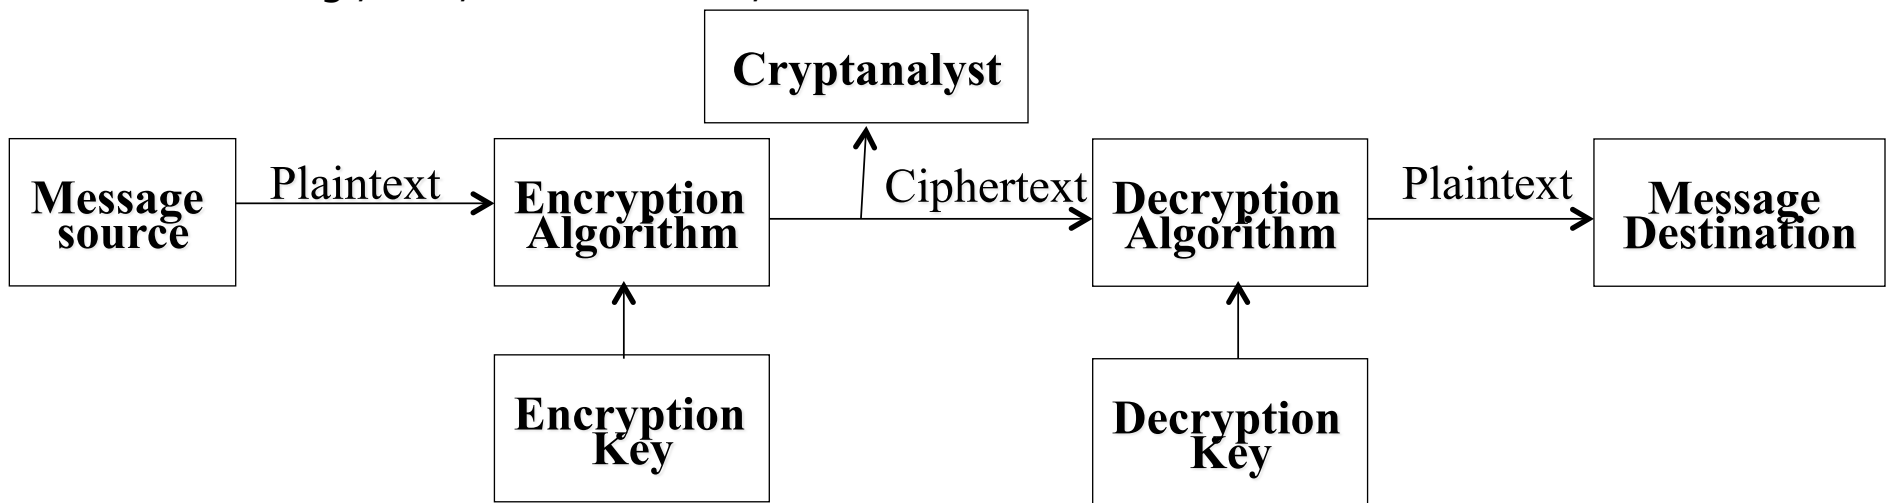 Cryptanalyst
Message
source
Plaintext
Encryption
Algorithm
Ciphertext
Decryption
Algorithm
Plaintext
Message
Destination
Encryption
Key
Decryption
Key